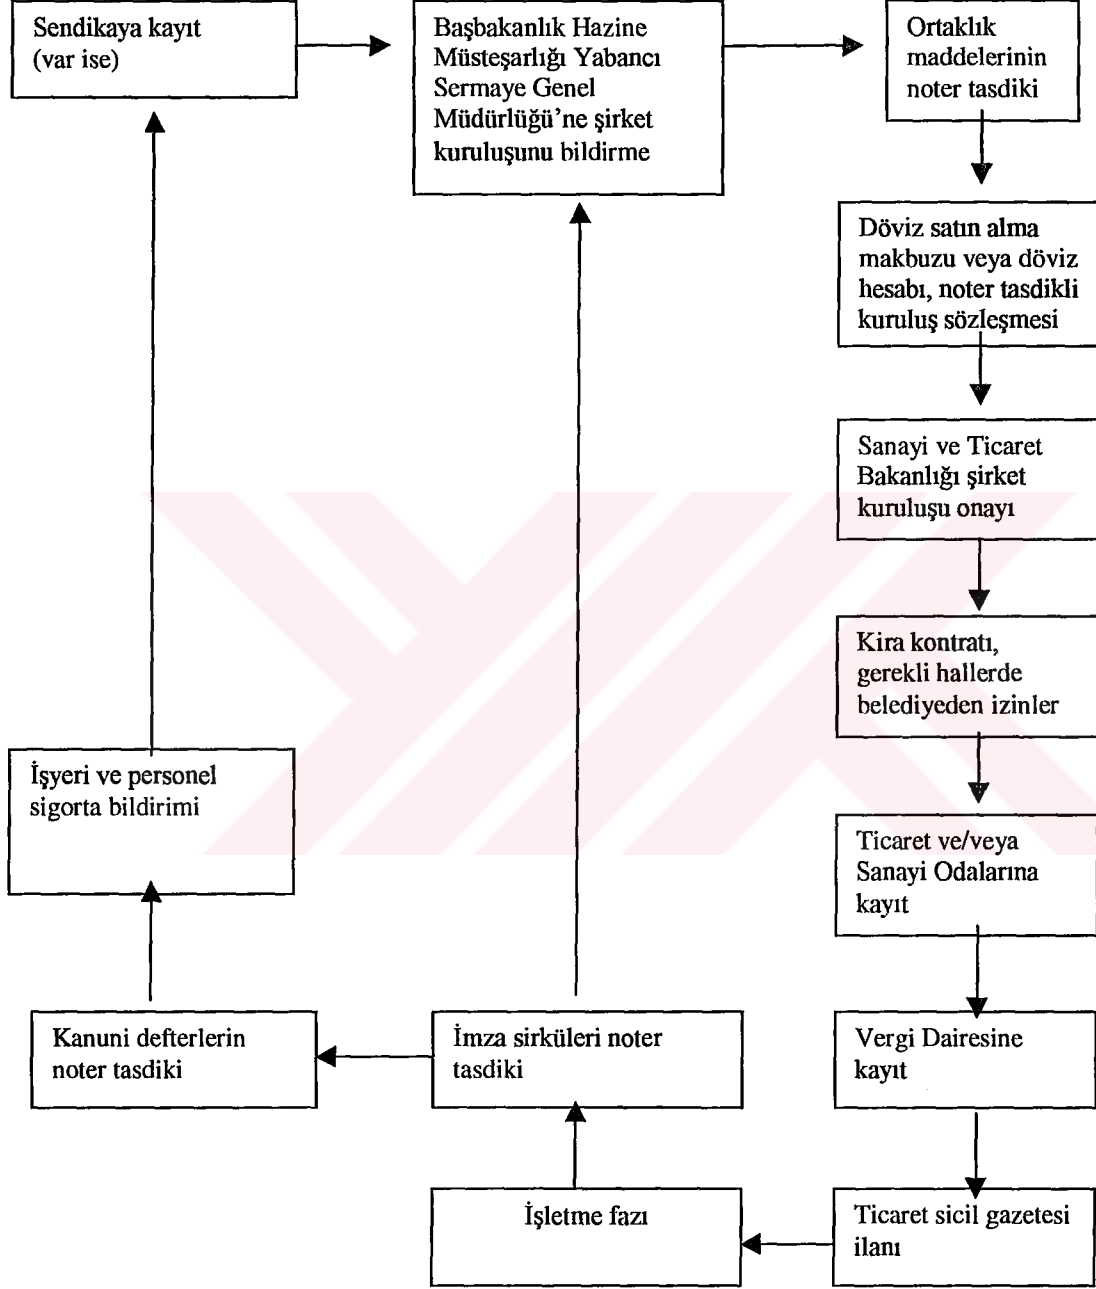 Sendikaya kayıt
(var ise)
Başbakanlık Hazine
Müsteşarlığı Yabancı
Sermaye Genel
Müdürlüğü’ne şirket
kuruluşunu bildirme
Ortaklık
maddelerinin
noter tasdiki
Döviz satın alma
makbuzu veya döviz
hesabı, noter tasdikli
kuruluş sözleşmesi
Sanayi ve Ticaret
Bakanlığı şirket
kuruluşu onayı
Kira kontratı,
gerekli hallerde
belediyeden izinler
İşyeri ve personel
sigorta bildirimi
Ticaret ve/veya
Sanayi Odalarına
kayıt
Kanuni defterlerin
noter tasdiki
İmza sirküleri noter
tasdiki
Vergi Dairesine
kayıt
İşletme fazı
Ticaret sicil gazetesi
ilanı